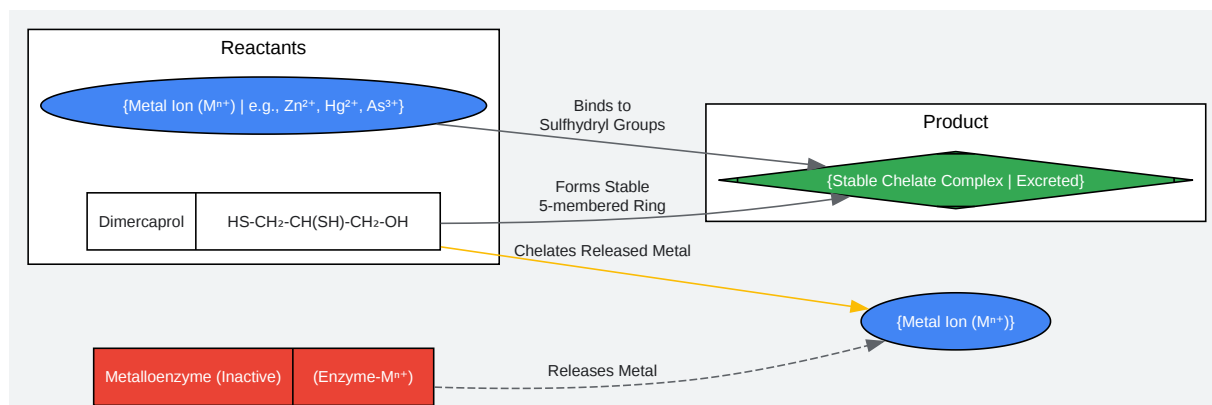 Reactants
{Metal Ion (Mⁿ⁺) | e.g., Zn²⁺, Hg²⁺, As³⁺}
Binds to
Sulfhydryl Groups
Product
{Stable Chelate Complex | Excreted}
Dimercaprol
HS-CH₂-CH(SH)-CH₂-OH
Forms Stable
5-membered Ring
Chelates Released Metal
{Metal Ion (Mⁿ⁺)}
Metalloenzyme (Inactive)
(Enzyme-Mⁿ⁺)
Releases Metal